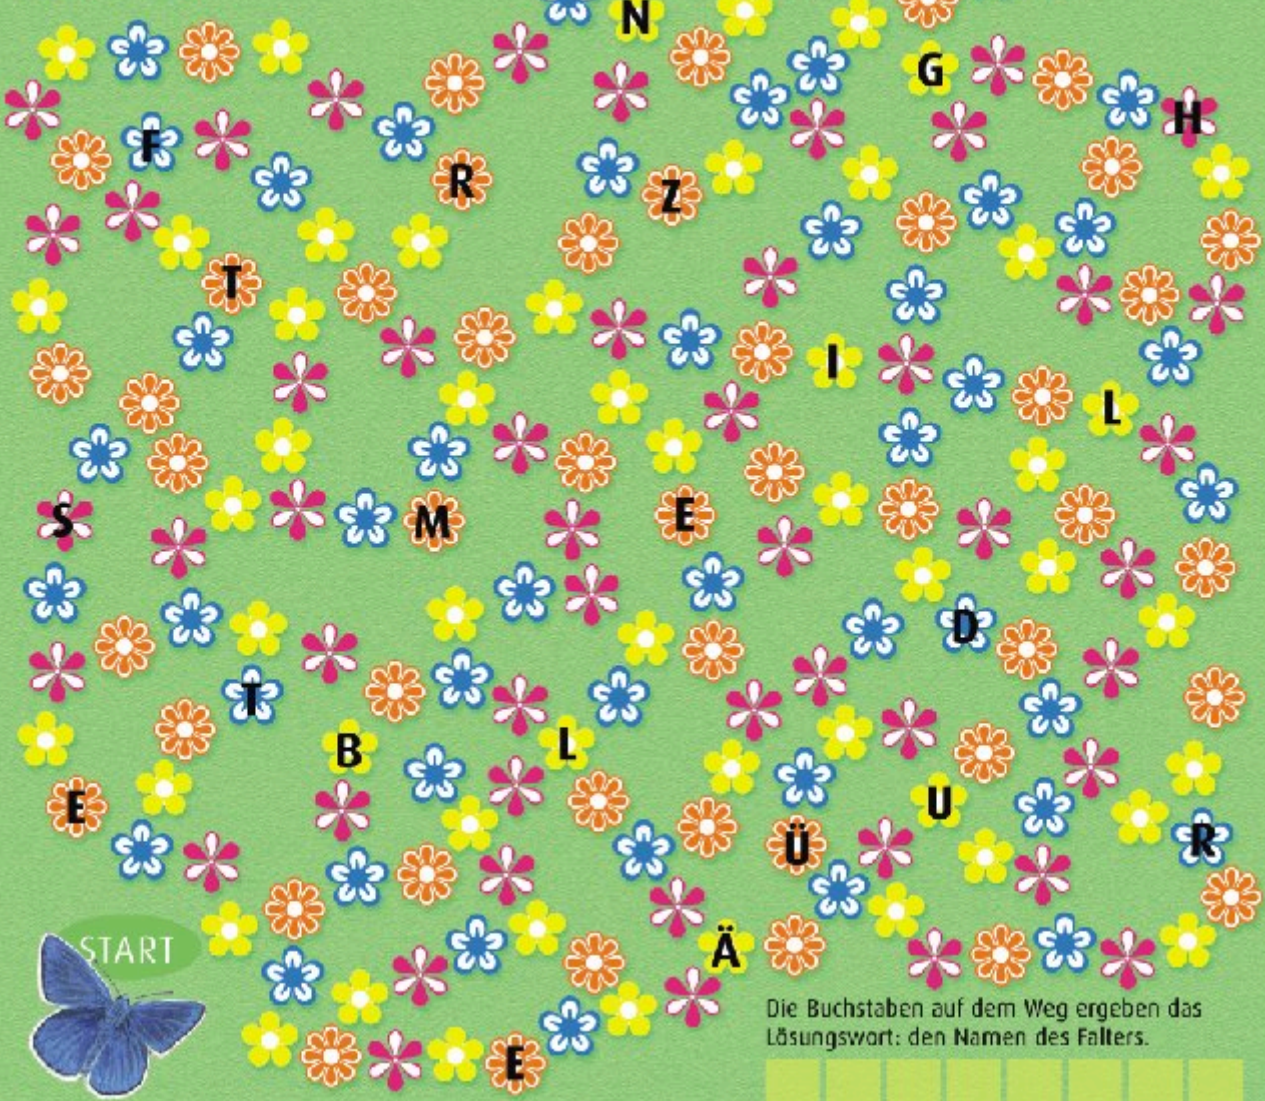 N
G
H
F
R
Z
T
I
L
S
M
E
D
T
B
L
E
U
Ü
R
START
Ä
E
Die Buchstaben auf dem Weg ergeben das
Lösungswort: den Namen des Falters.